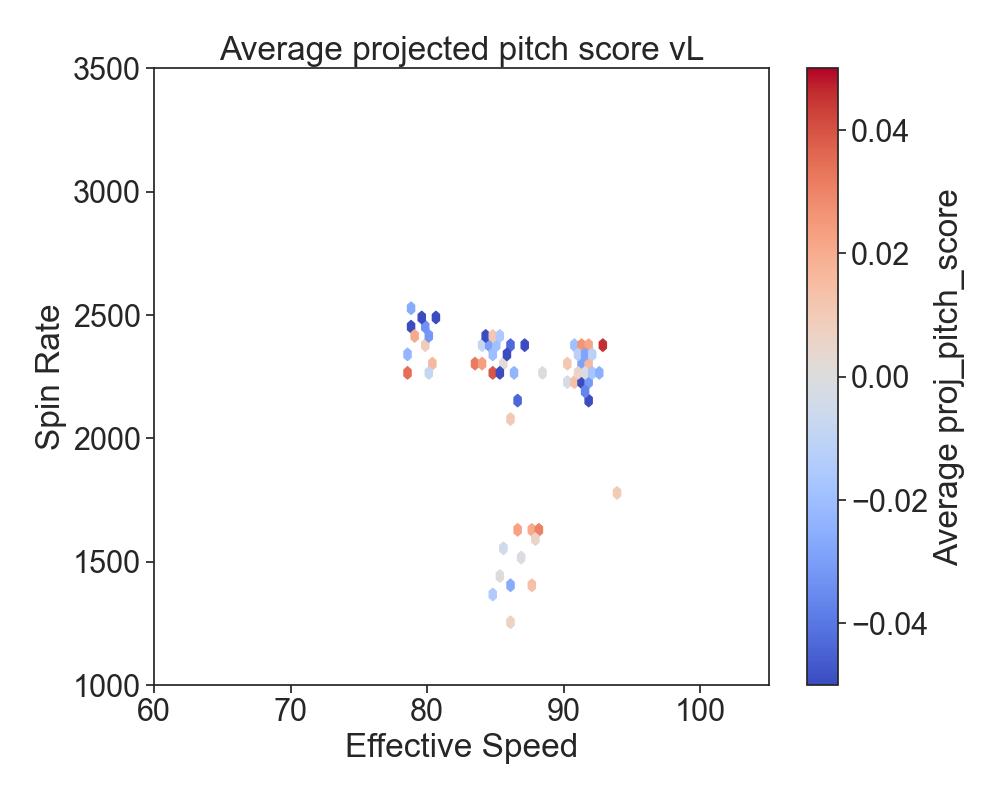 Average projected pitch score vL
3500
3000
2500
2000
1500
1000
Spin Rate
60 70 80 90 100
Effective Speed
0.04
0.02
0.00
−0.02
−0.04
Average proj_pitch_score